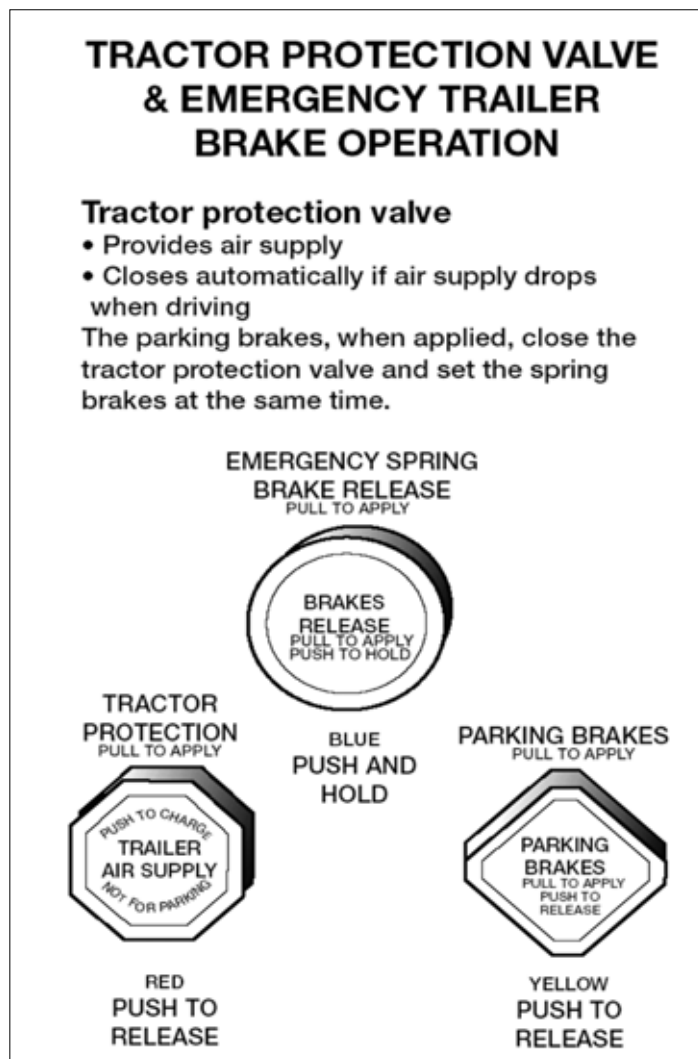 TRACTOR PROTECTION VALVE
& EMERGENCY TRAILER
BRAKE OPERATION
Tractor protection valve
• Provides air supply
• Closes automatically if air supply drops
when driving
The parking brakes, when applied, close the
tractor protection valve and set the spring
brakes at the same time.
EMERGENCY SPRING
BRAKE RELEASE
PULL TO APPLY
BRAKES
RELEASE
PULL TO APPLY
PUSH TO HOLD
BLUE
PUSH AND
HOLD
TRACTOR
PROTECTION
PULL TO APPLY
PUSH TO CHARGE
TRAILER
AIR SUPPLY
NOT FOR PARKING
RED
PUSH TO
RELEASE
PARKING BRAKES
PULL TO APPLY
PARKING
BRAKES
PULL TO APPLY
PUSH TO
RELEASE
YELLOW
PUSH TO
RELEASE